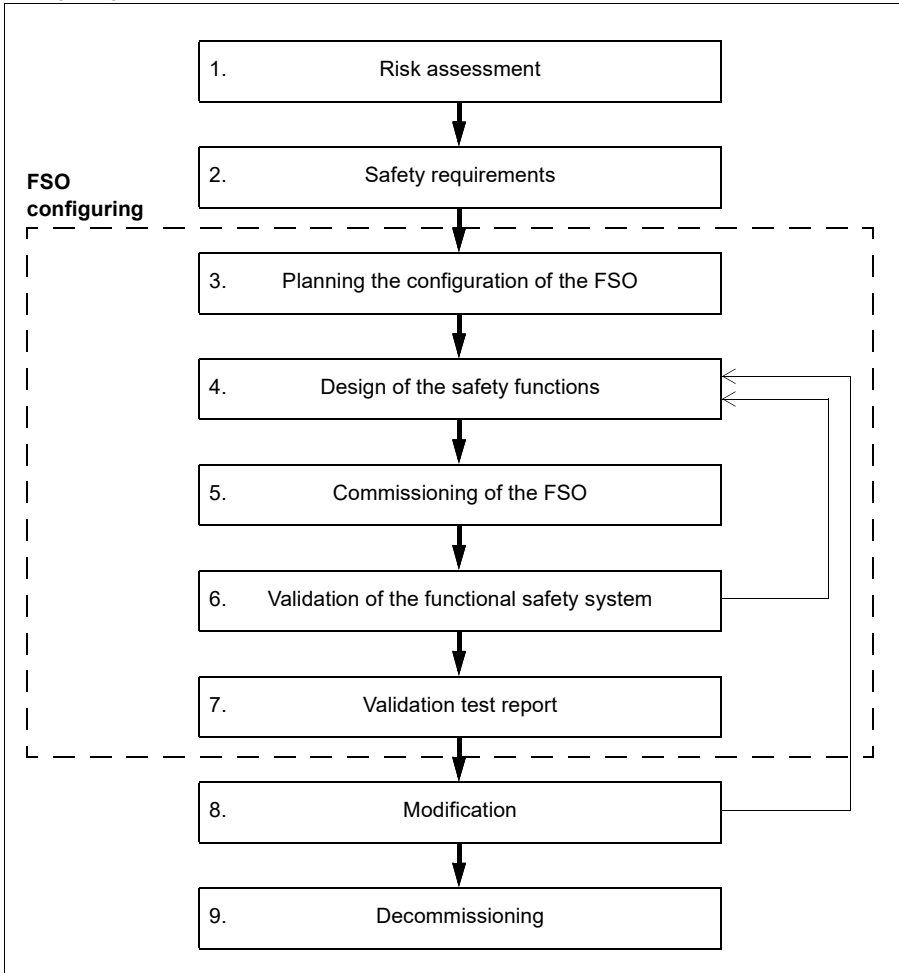 1. Risk assessment
2. Safety requirements
FSO
configuring
3. Planning the configuration of the FSO
4. Design of the safety functions
5. Commissioning of the FSO
6. Validation of the functional safety system
7. Validation test report
8. Modification
9. Decommissioning